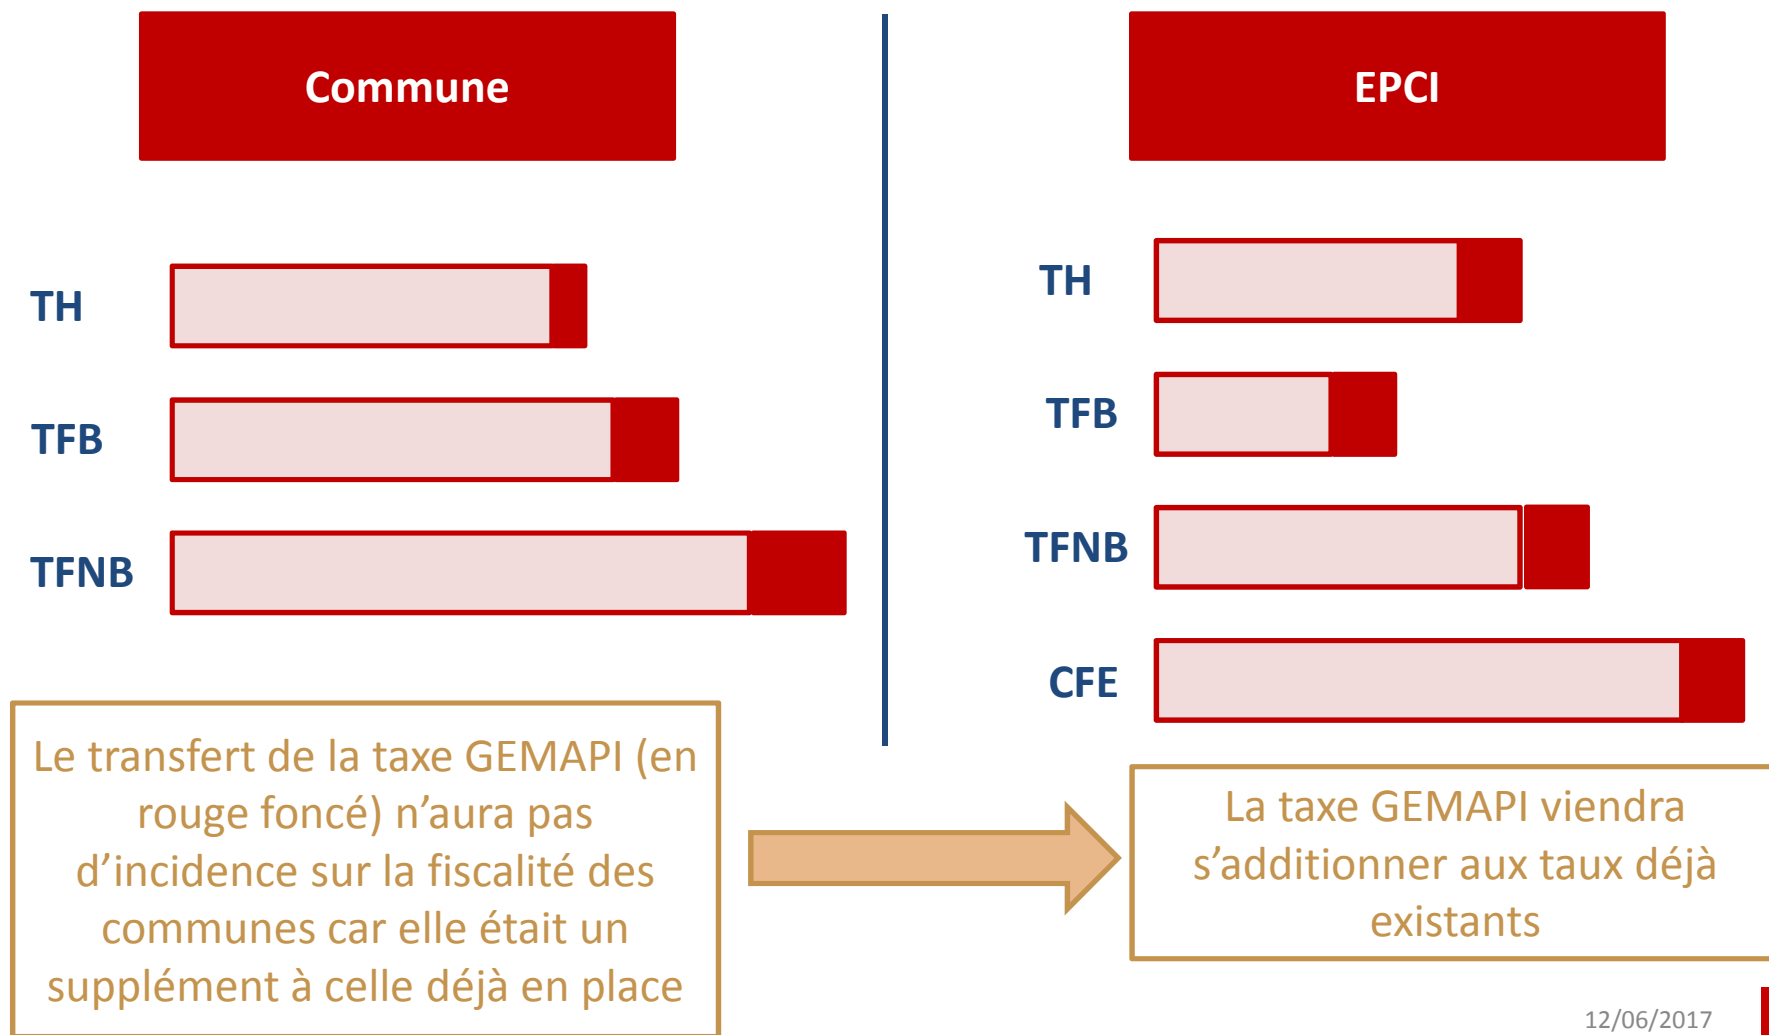 Commune
TH
TFB
TFNB
Le transfert de la taxe GEMAPI (en
rouge foncé) n’aura pas
d’incidence sur la fiscalité des
communes car elle était un
supplément à celle déjà en place
EPCI
TH
TFB
TFNB
CFE
La taxe GEMAPI viendra
s’additionner aux taux déjà
existants
12/06/2017